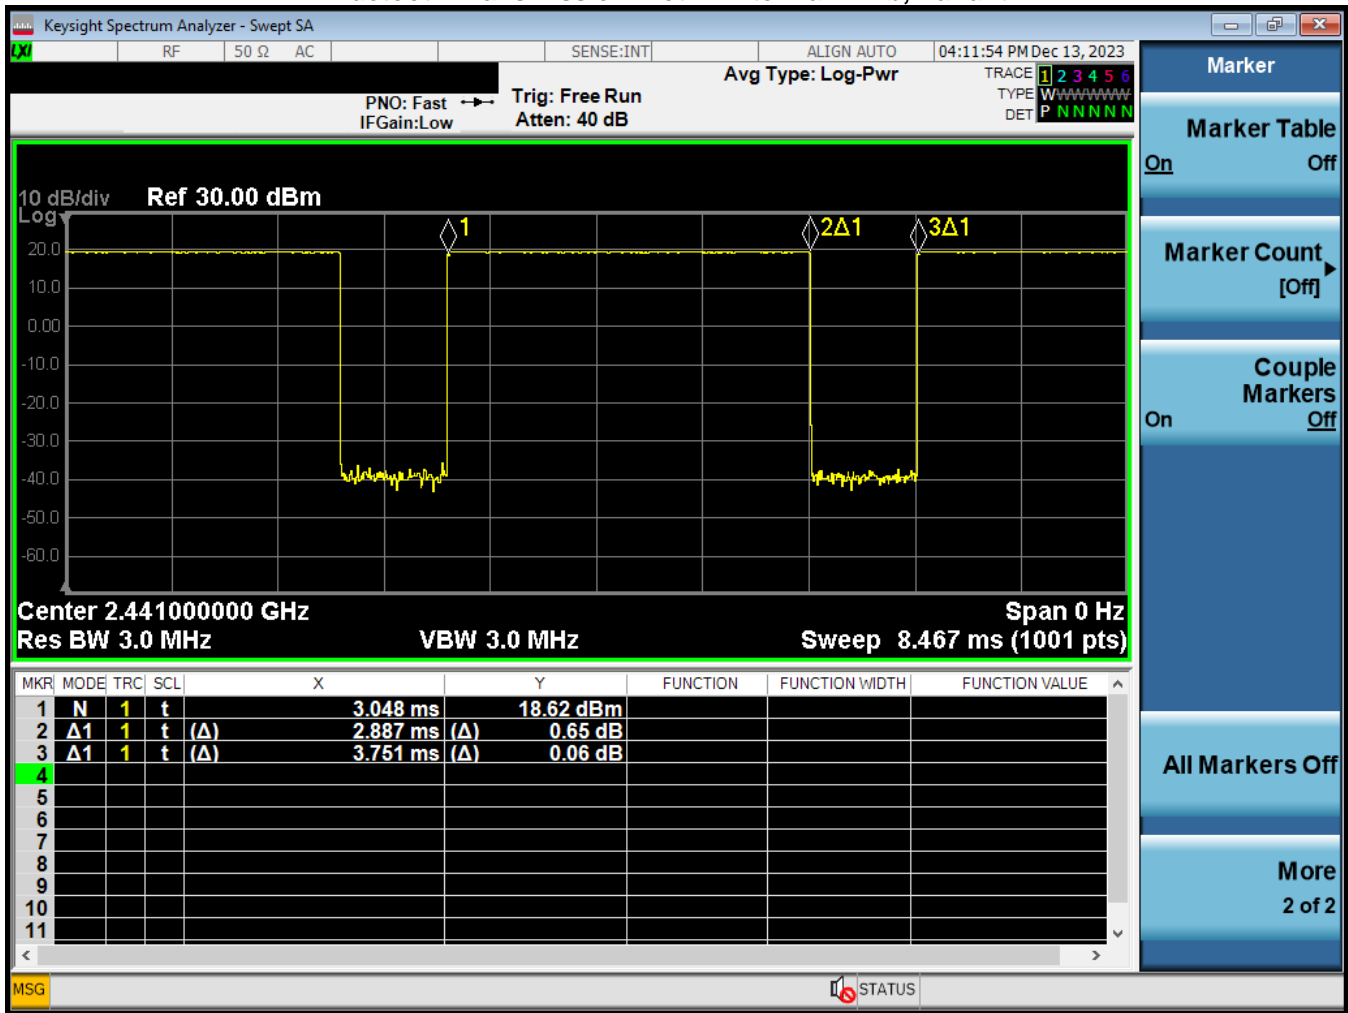 Keysight Spectrum Analyzer - Swept SA
LXI RF 50 Ω AC SENSE:INT ALIGN AUTO 04:11:54 PM Dec 13, 2023
Avg Type: Log-Pwr
TRACE 1 2 3 4 5 6
PNO: Fast Trig: Free Run
TYPE W W W W W W
IFGain:Low Atten: 40 dB
DET P N N N N N
10 dB/div Ref 30.00 dBm
Log
1 2Δ1 3Δ1
20.0
10.0
0.00
-10.0
-20.0
-30.0
-40.0
-50.0
-60.0
Center 2.441000000 GHz Span 0 Hz
Res BW 3.0 MHz VBW 3.0 MHz Sweep 8.467 ms (1001 pts)
MKR MODE TRC SCL X Y FUNCTION FUNCTION WIDTH FUNCTION VALUE
1 N 1 t 3.048 ms 18.62 dBm
2 Δ1 1 t (Δ) 2.887 ms (Δ) 0.65 dB
3 Δ1 1 t (Δ) 3.751 ms (Δ) 0.06 dB
4
5
6
7
8
9
10
11
MSG STATUS
Marker
Marker Table
On Off
Marker Count
[Off]
Couple
Markers
On Off
All Markers Off
More
2 of 2